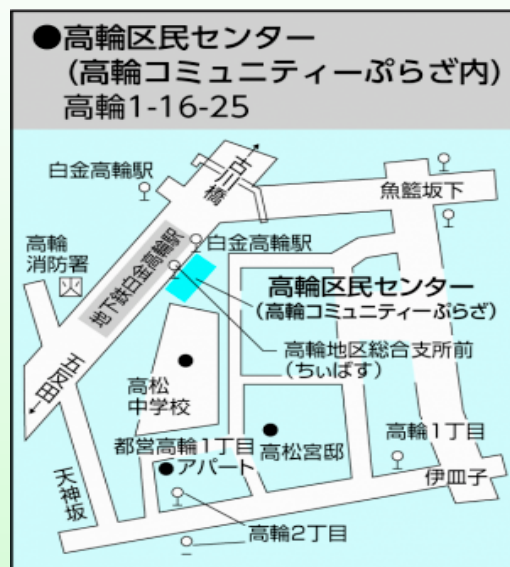 ●高輪区民センター
(高輪コミュニティーぷらざ内)
高輪1-16-25
古川橋
白金高輪駅
魚籃坂下
高輪
消防署
地下鉄白金高輪駅
白金高輪駅
高輪区民センター
(高輪コミュニティーぷらざ)
高輪地区総合支所前
(ちぃばす)
五反田
高松
中学校
都営高輪1丁目
アパート
高松宮邸
高輪1丁目
伊皿子
天神坂
高輪2丁目